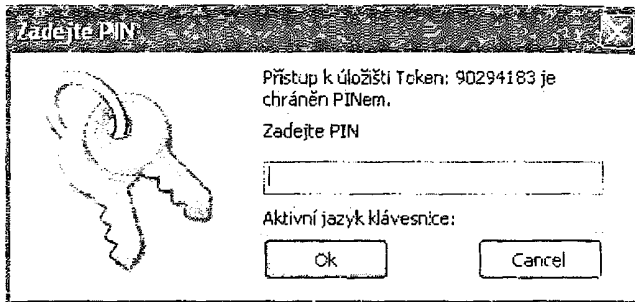 Zadejte PIN
Přístup k úložišti Token: 90294183 je
chráněn PINem.
Zadejte PIN
Aktivní jazyk klávesnice:
Ok
Cancel